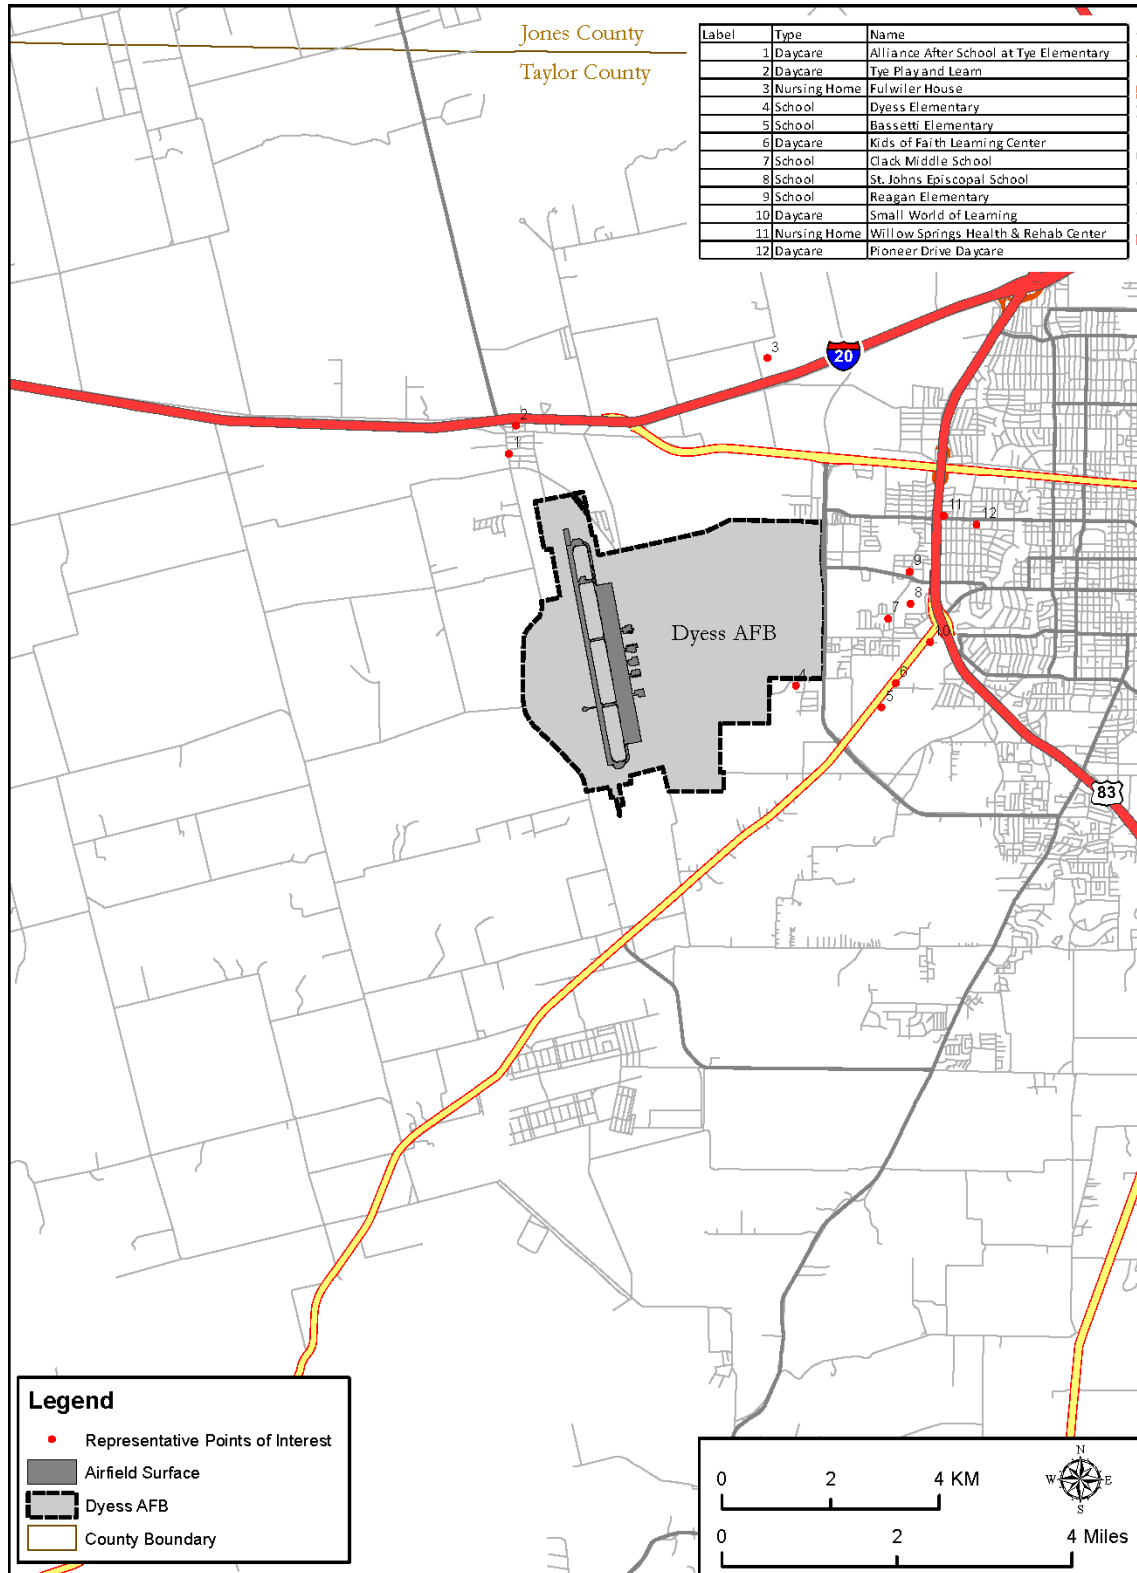 Jones County
Taylor County
Label Type Name
1 Daycare Alliance After School at Tye Elementary
2 Daycare Tye Play and Learn
3 Nursing Home Fulwiler House
4 School Dyess Elementary
5 School Bassetti Elementary
6 Daycare Kids of Faith Learning Center
7 School Clack Middle School
8 School St. Johns Episcopal School
9 School Reagan Elementary
10 Daycare Small World of Learning
11 Nursing Home Willow Springs Health & Rehab Center
12 Daycare Pioneer Drive Daycare
3
20
2
1
11
12
9
8
7
Dyess AFB
10
4
6
5
83
Legend
Representative Points of Interest
Airfield Surface
Dyess AFB
County Boundary
N
W E
S
0 2 4 KM
0 2 4 Miles